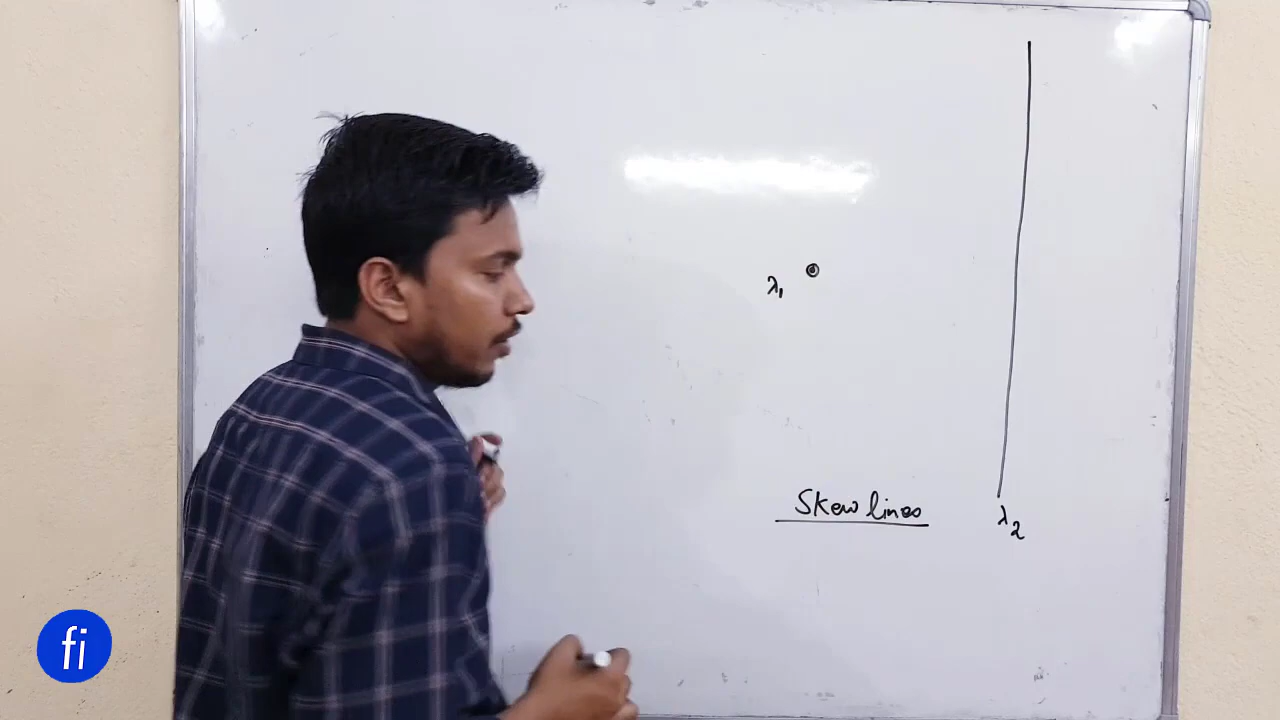 λ₁
Skew lines
λ₂
fi